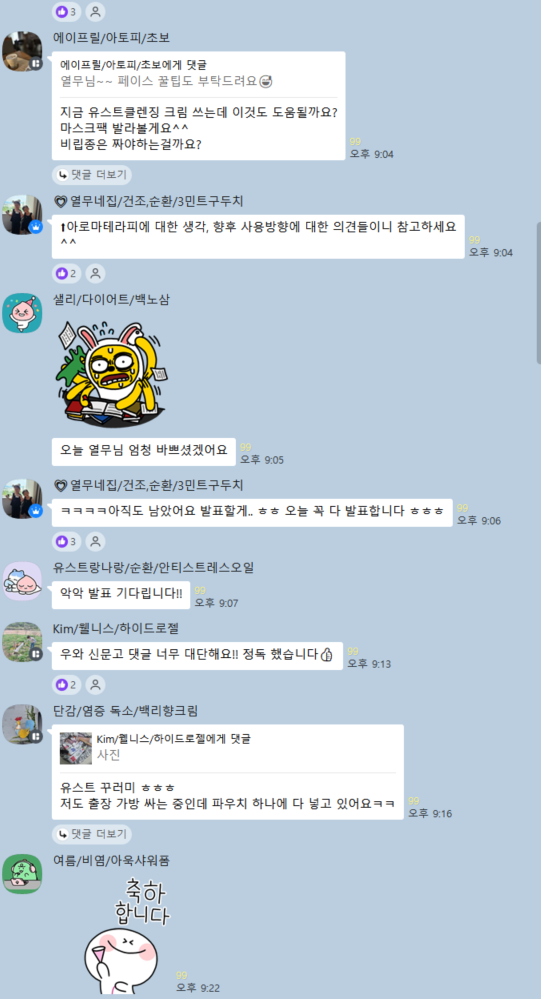 3
에이프릴/아토피/초보
에이프릴/아토피/초보에게 댓글
열무님~~ 페이스 꿀팁도 부탁드려요
지금 유스트클렌징 크림 쓰는데 이것도 도움될까요?
마스크팩 발라볼게요^^
비립종은 짜야하는걸까요?
99
오후 9:04
댓글 더보기
열무네집/건조,순환/3민트구두치
⬆아로마테라피에 대한 생각, 향후 사용방향에 대한 의견들이니 참고하세요
^^
99
오후 9:04
2
샐리/다이어트/백노삼
오늘 열무님 엄청 바쁘셨겠어요
99
오후 9:05
열무네집/건조,순환/3민트구두치
ㅋㅋㅋㅋ아직도 남았어요 발표할게.. ㅎㅎ 오늘 꼭 다 발표합니다 ㅎㅎㅎ
99
오후 9:06
3
유스트랑나랑/순환/안티스트레스오일
악악 발표 기다립니다!!
99
오후 9:07
Kim/웰니스/하이드로젤
우와 신문고 댓글 너무 대단해요!! 정독 했습니다👍
99
오후 9:13
2
단감/염증 독소/백리향크림
Kim/웰니스/하이드로젤에게 댓글
사진
유스트 꾸러미 ㅎㅎㅎ
저도 출장 가방 싸는 중인데 파우치 하나에 다 넣고 있어요ㅋㅋ
99
오후 9:16
댓글 더보기
여름/비염/아욱샤워폼
축하
합니다
99
오후 9:22